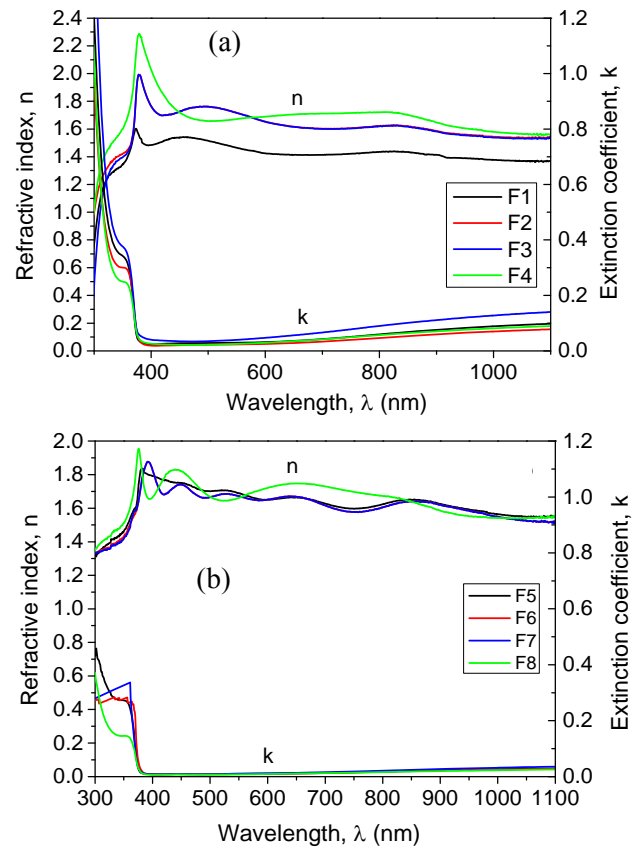 (a)
2.4
2.2
2.0
1.8
1.6
1.4
1.2
1.0
0.8
0.6
0.4
0.2
0.0
Refractive index, n
1.2
1.0
0.8
0.6
0.4
0.2
0.0
Extinction coefficient, k
n
k
F1
F2
F3
F4
400 600 800 1000
Wavelength, λ (nm)
(b)
2.0
1.8
1.6
1.4
1.2
1.0
0.8
0.6
0.4
0.2
0.0
Refractive index, n
1.2
1.0
0.8
0.6
0.4
0.2
0.0
Extinction coefficient, k
n
k
F5
F6
F7
F8
300 400 500 600 700 800 900 1000 1100
Wavelength, λ (nm)